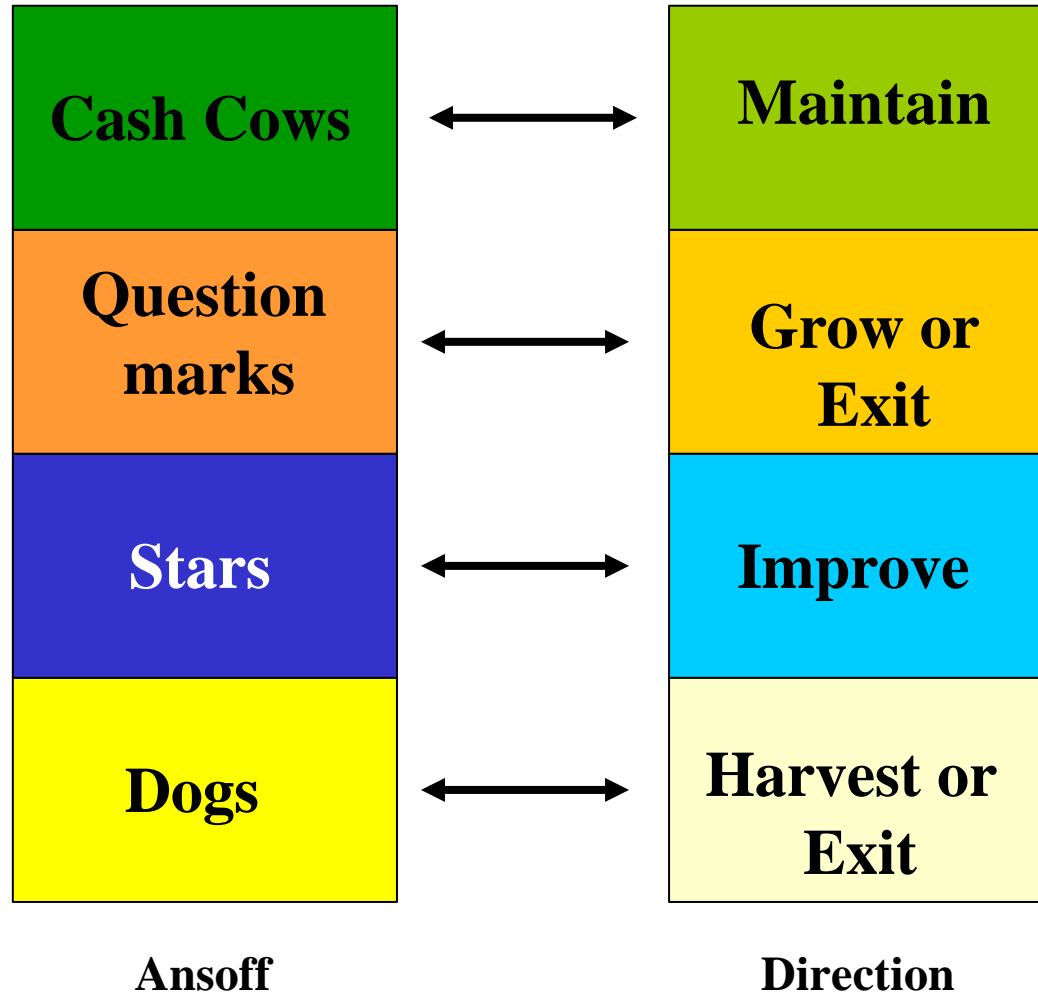 Cash Cows
Maintain
Question
marks
Grow or
Exit
Stars
Improve
Dogs
Harvest or
Exit
Ansoff
Direction